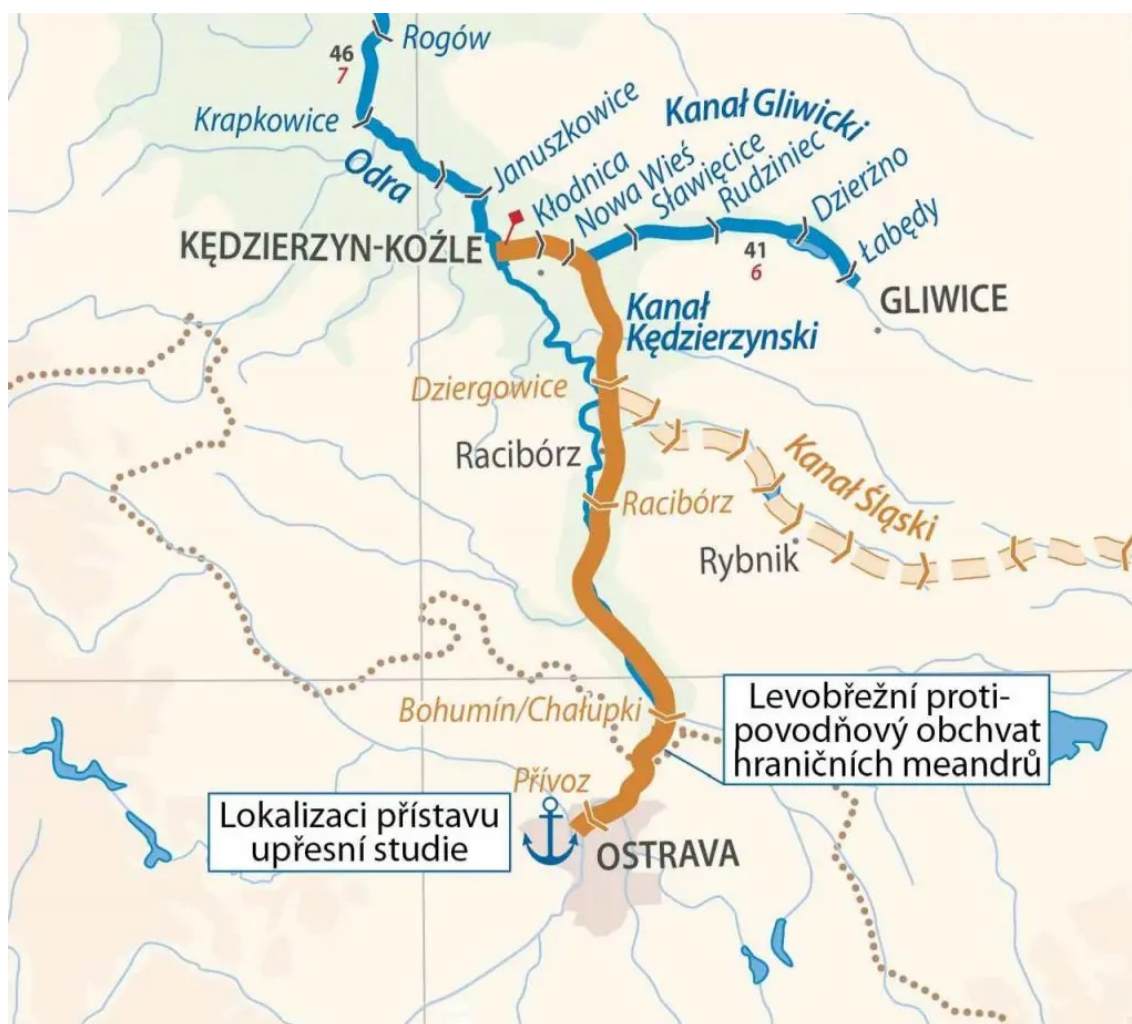 Rogów
46
7
Krapkowice
Odra
Januszkowice
Kanał Gliwicki
Kłodnica
Nowa Wieś
Sławięcice
Rudziniec
Dzierżno
Łabędy
41
6
KĘDZIERZYN-KOŹLE
GLIWICE
Kanał
Kędzierzynski
Dziergowice
Racibórz
Racibórz
Kanał Śląski
Rybnik
Bohumín/Chałupki
Levobřežní proti-
povodňový obchvat
hraničních meandrů
Přívoz
Lokalizaci přístavu
upřesní studie
OSTRAVA